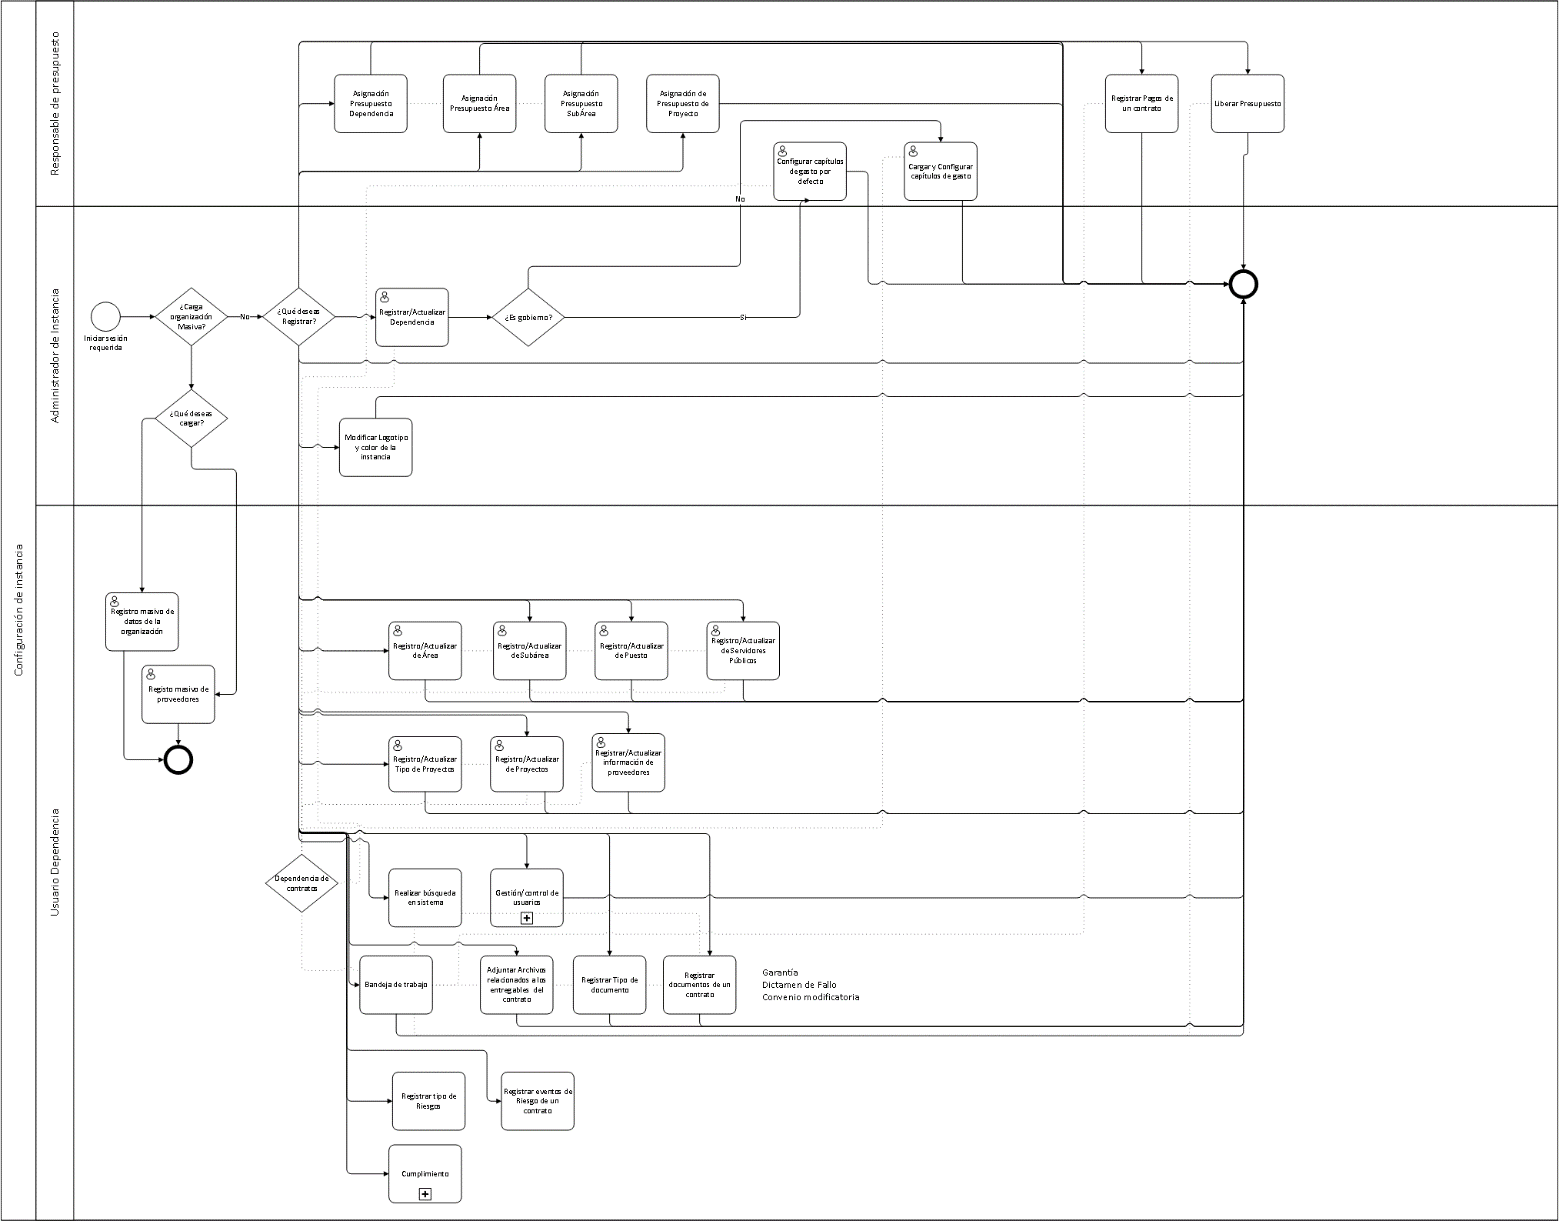 Configuración de instancia
Responsable de presupuesto
Asignación
Presupuesto
Dependencia
Asignación
Presupuesto Área
Asignación
Presupuesto
SubÁrea
Asignación de
Presupuesto de
Proyecto
Registrar Pagos de
un contrato
Liberar Presupuesto
Configurar capítulos
de gasto por
defecto
Cargar y Configurar
capítulos de gasto
No
Administrador de Instancia
Iniciar sesión
requerida
¿Carga
organización
Masiva?
No
¿Qué deseas
Registrar?
Registrar/Actualizar
Dependencia
¿Es gobierno?
Si
¿Qué deseas
cargar?
Modificar Logotipo
y color de la
instancia
Usuario Dependencia
Registro masivo de
datos de la
organización
Registo masivo de
proveedores
Registro/Actualizar
de Área
Registro/Actualizar
de Subárea
Registro/Actualizar
de Puesto
Registro/Actualizar
de Servidores
Públicos
Registro/Actualizar
Tipo de Proyectos
Registro/Actualizar
de Proyectos
Registrar/Actualizar
información de
proveedores
Dependencia de
contratos
Realizar búsqueda
en sistema
Gestión/control de
usuarios
Bandeja de trabajo
Adjuntar Archivos
relacionados a los
entregables del
contrato
Registrar Tipo de
documento
Registrar
documentos de un
contrato
Garantía
Dictamen de Fallo
Convenio modificatoria
Registrar tipo de
Riesgos
Registrar eventos de
Riesgo de un
contrato
Cumplimiento